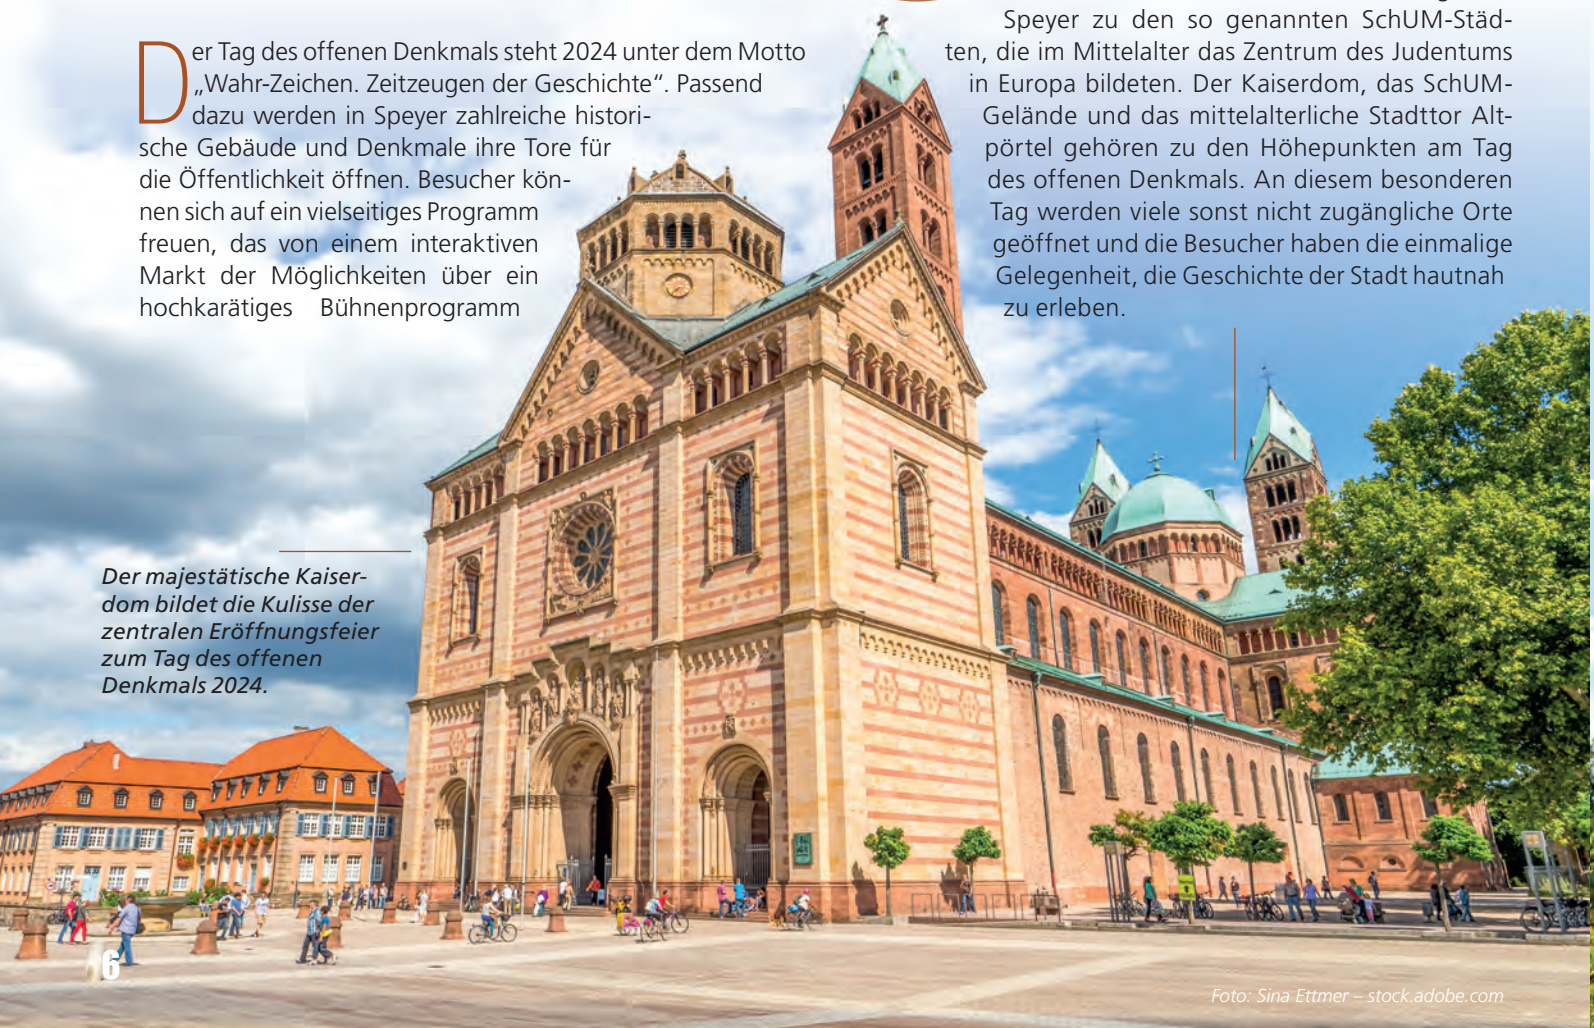 Der Tag des offenen Denkmals steht 2024 unter dem Motto
„Wahr-Zeichen. Zeitzeugen der Geschichte“. Passend
dazu werden in Speyer zahlreiche histori-
sche Gebäude und Denkmale ihre Tore für
die Öffentlichkeit öffnen. Besucher kön-
nen sich auf ein vielseitiges Programm
freuen, das von einem interaktiven
Markt der Möglichkeiten über ein
hochkarätiges Bühnenprogramm
Speyer zu den so genannten SchUM-Städ-
ten, die im Mittelalter das Zentrum des Judentums
in Europa bildeten. Der Kaiserdom, das SchUM-
Gelände und das mittelalterliche Stadttor Alt-
pörtel gehören zu den Höhepunkten am Tag
des offenen Denkmals. An diesem besonderen
Tag werden viele sonst nicht zugängliche Orte
geöffnet und die Besucher haben die einmalige
Gelegenheit, die Geschichte der Stadt hautnah
zu erleben.
Der majestätische Kaiser-
dom bildet die Kulisse der
zentralen Eröffnungsfeier
zum Tag des offenen
Denkmals 2024.
6
Foto: Sina Ettmer – stock.adobe.com